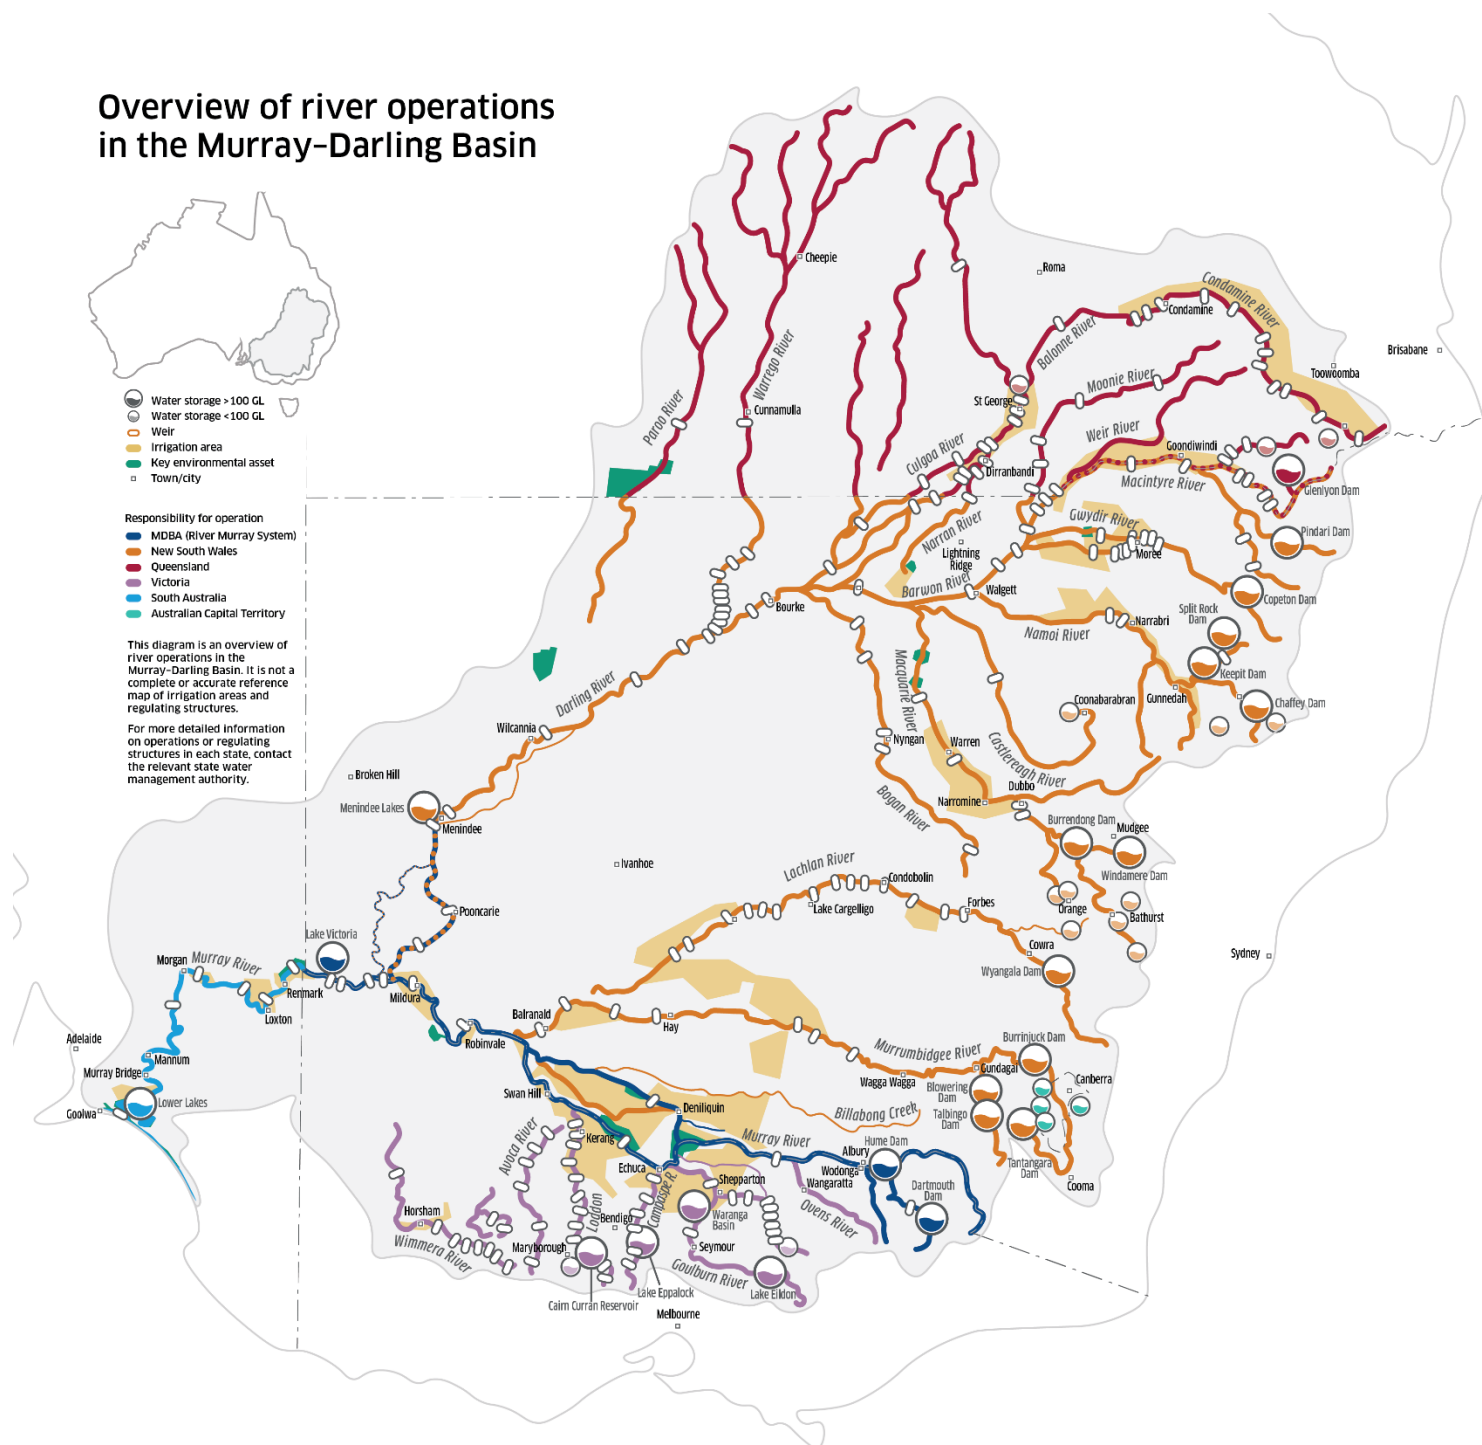 Overview of river operations
in the Murray–Darling Basin
Water storage >100 GL
Water storage <100 GL
Weir
Irrigation area
Key environmental asset
Town/city
Responsibility for operation
MDBA (River Murray System)
New South Wales
Queensland
Victoria
South Australia
Australian Capital Territory
This diagram is an overview of
river operations in the
Murray–Darling Basin. It is not a
complete or accurate reference
map of irrigation areas and
regulating structures.
For more detailed information
on operations or regulating
structures in each state, contact
the relevant state water
management authority.
Cheepie
Roma
Condamine River
Condamine
Balonne River
Brisbane
Toowoomba
Warrego River
Paroo River
Cunnamulla
Moonie River
St George
Weir River
Culgoa River
Goondiwindi
Dirranbandi
Macintyre River
Glenlyon Dam
Gwydir River
Narran River
Pindari Dam
Lightning
Ridge
Moree
Barwon River
Walgett
Copeton Dam
Bourke
Split Rock
Dam
Narrabri
Namoi River
Keepit Dam
Macquarie River
Darling River
Gunnedah
Coonabarabran
Chaffey Dam
Wilcannia
Nyngan
Warren
Castlereagh River
Broken Hill
Dubbo
Bogan River
Narromine
Menindee Lakes
Menindee
Burrendong Dam
Mudgee
Windamere Dam
Ivanhoe
Lachlan River
Condobolin
Lake Cargelligo
Forbes
Orange
Bathurst
Pooncarie
Lake Victoria
Cowra
Sydney
Morgan
Murray River
Wyangala Dam
Renmark
Mildura
Loxton
Balranald
Hay
Adelaide
Robinvale
Burrinjuck Dam
Mannum
Murrumbidgee River
Gundagai
Murray Bridge
Wagga Wagga
Canberra
Swan Hill
Blowering
Dam
Lower Lakes
Goolwa
Deniliquin
Billabong Creek
Talbingo
Dam
Avoca River
Kerang
Murray River
Hume Dam
Albury
Wodonga
Echuca
Tantangara
Dam
Cooma
Wangaratta
Shepparton
Campaspe R.
Dartmouth
Dam
Loddon
Horsham
Waranga
Basin
Ovens River
Bendigo
Wimmera River
Maryborough
Seymour
Goulburn River
Lake Eildon
Lake Eppalock
Cairn Curran Reservoir
Melbourne